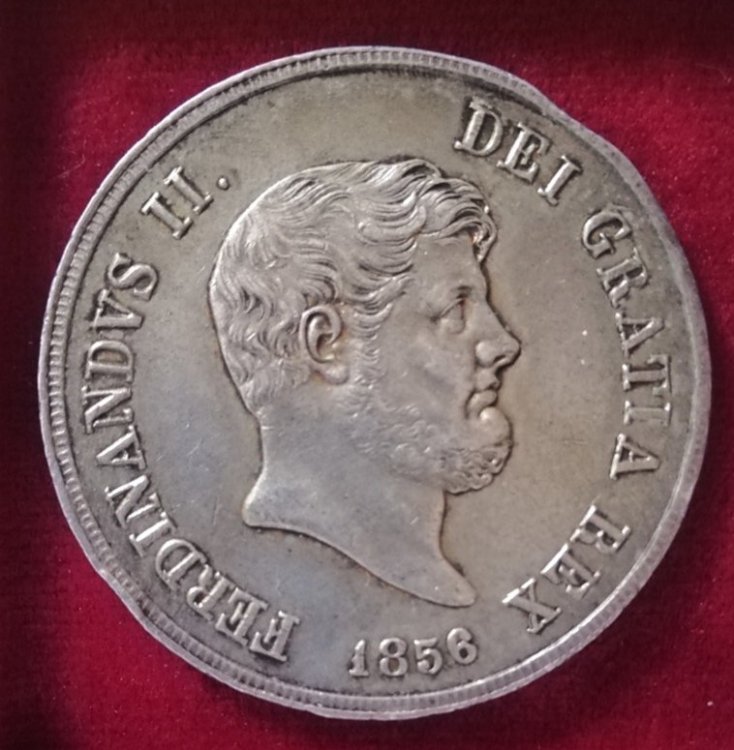 FERDINANDVS II. DEI GRATIA REX
1856